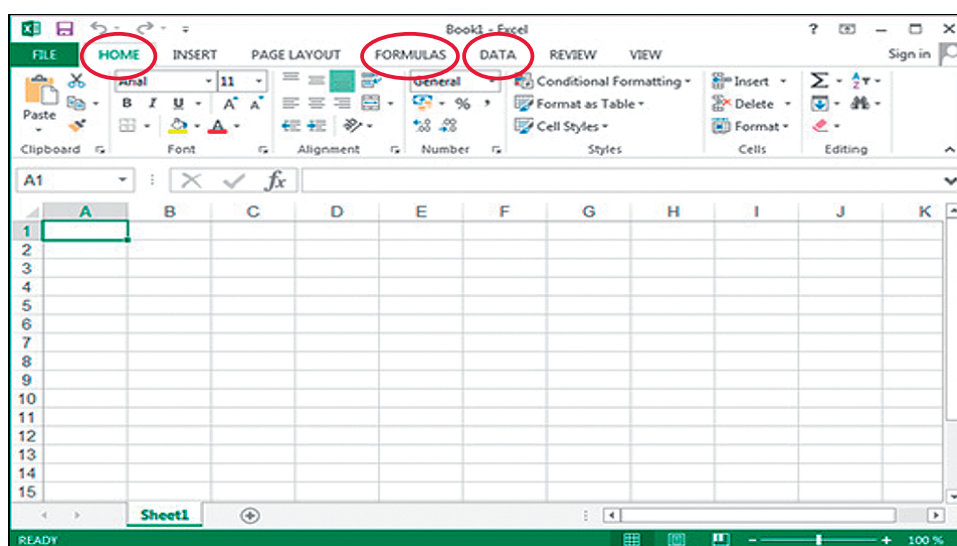 Book1 - Excel
?
FILE HOME INSERT PAGE LAYOUT FORMULAS DATA REVIEW VIEW Sign in
Arial 11 General Conditional Formatting Insert
Paste B I U A A % , Format as Table Delete
A Cell Styles Format
Clipboard Font Alignment Number Styles Cells Editing
A1 fx
A B C D E F G H I J K
1
2
3
4
5
6
7
8
9
10
11
12
13
14
15
Sheet1
READY 100 %